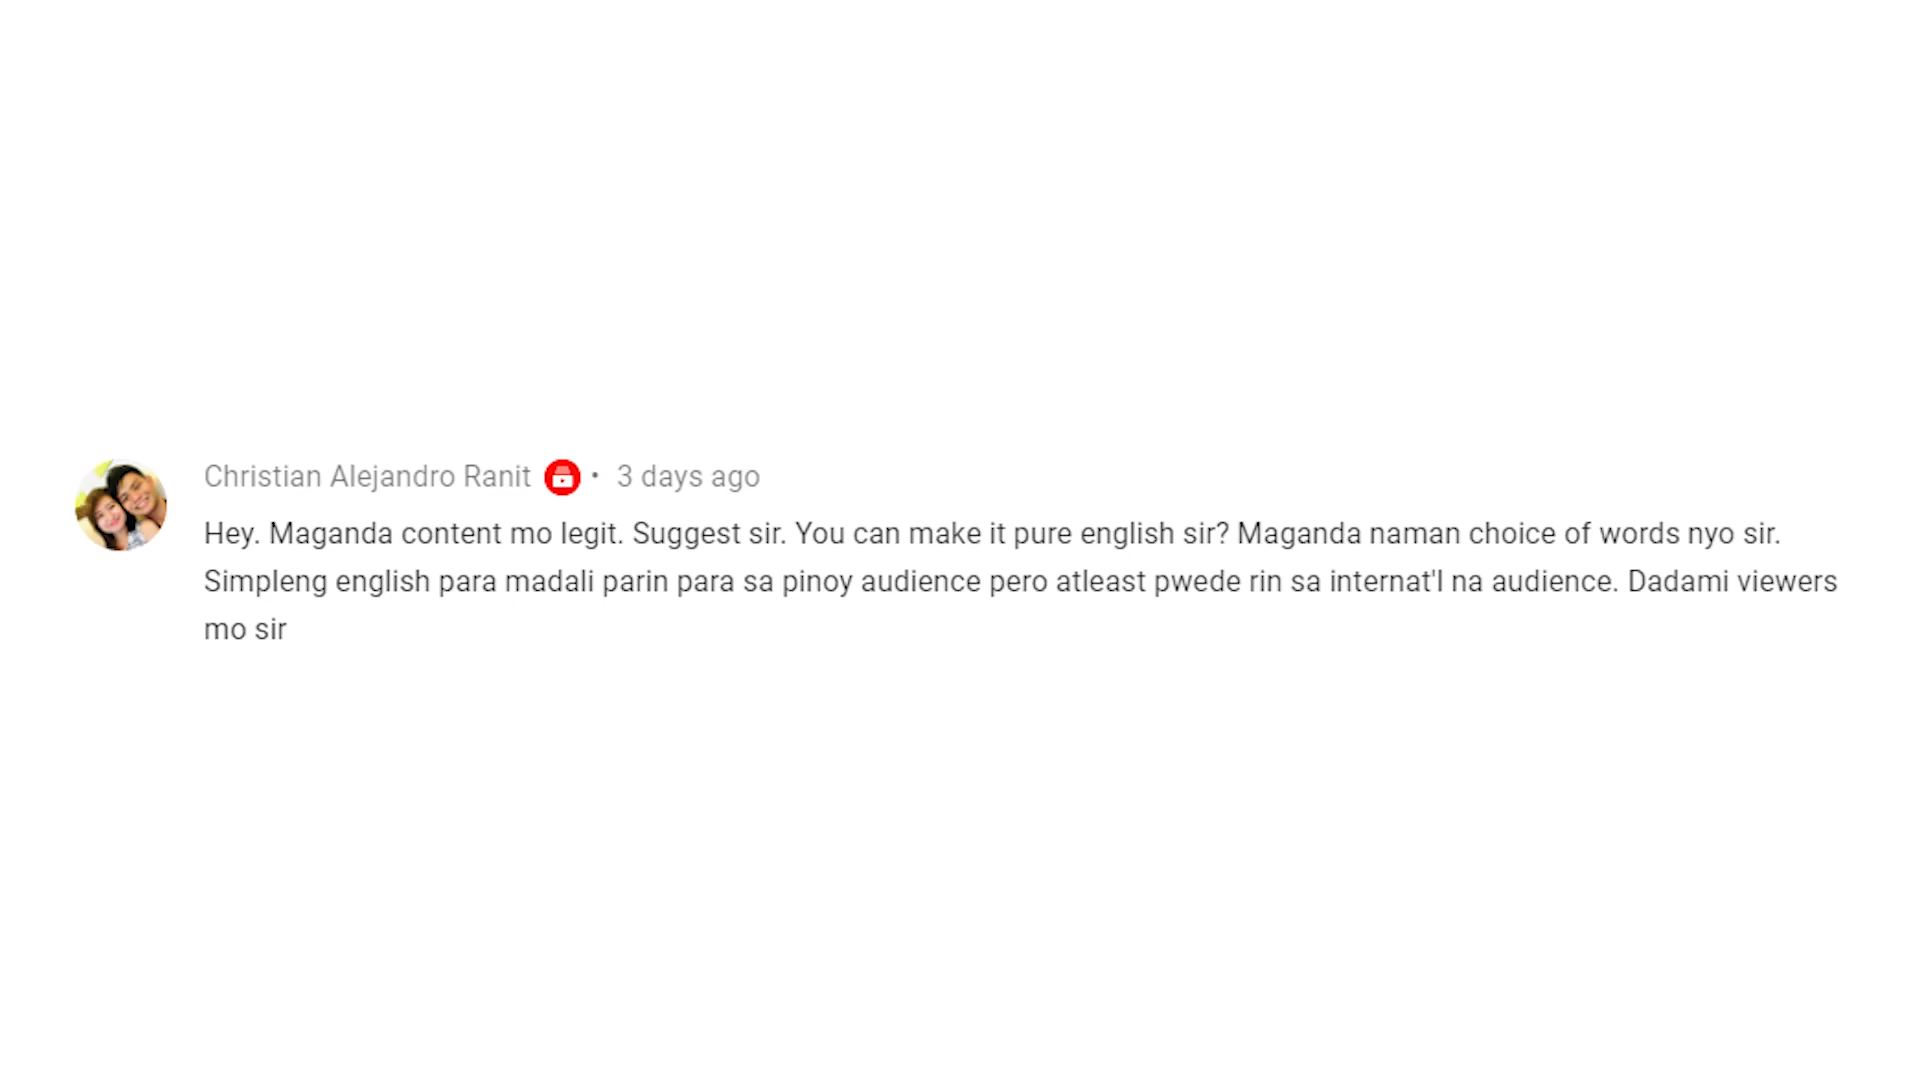 Christian Alejandro Ranit • 3 days ago
Hey. Maganda content mo legit. Suggest sir. You can make it pure english sir? Maganda naman choice of words nyo sir.
Simpleng english para madali parin para sa pinoy audience pero atleast pwede rin sa internat'l na audience. Dadami viewers
mo sir